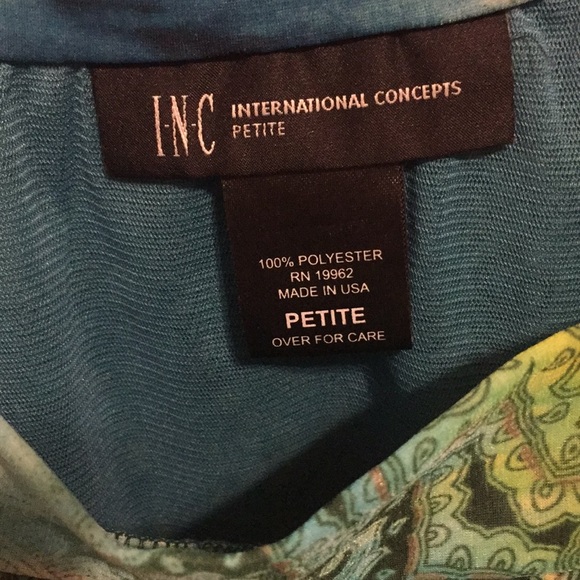 I-N-C INTERNATIONAL CONCEPTS
PETITE
100% POLYESTER
RN 19962
MADE IN USA
PETITE
OVER FOR CARE